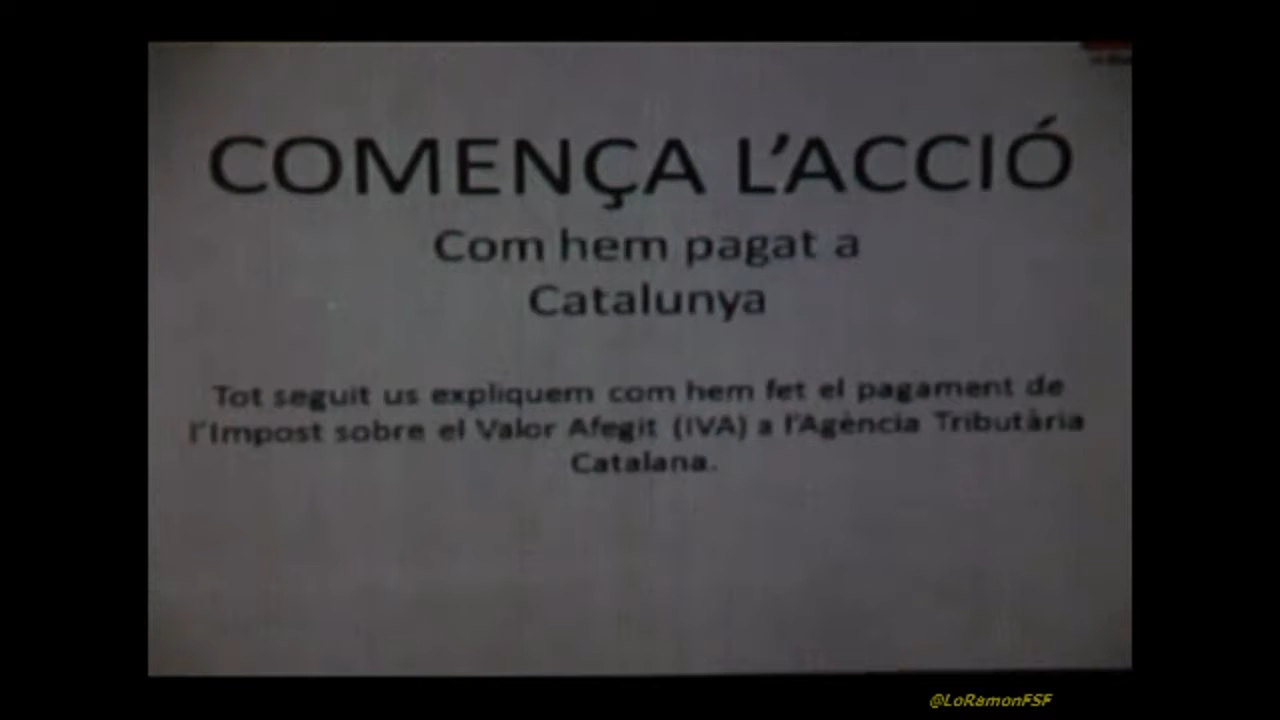 COMENÇA L'ACCIÓ
Com hem pagat a
Catalunya
Tot seguit us expliquem com hem fet el pagament de
l'Impost sobre el Valor Afegit (IVA) a l'Agència Tributària
Catalana.
@LoRamonFSF